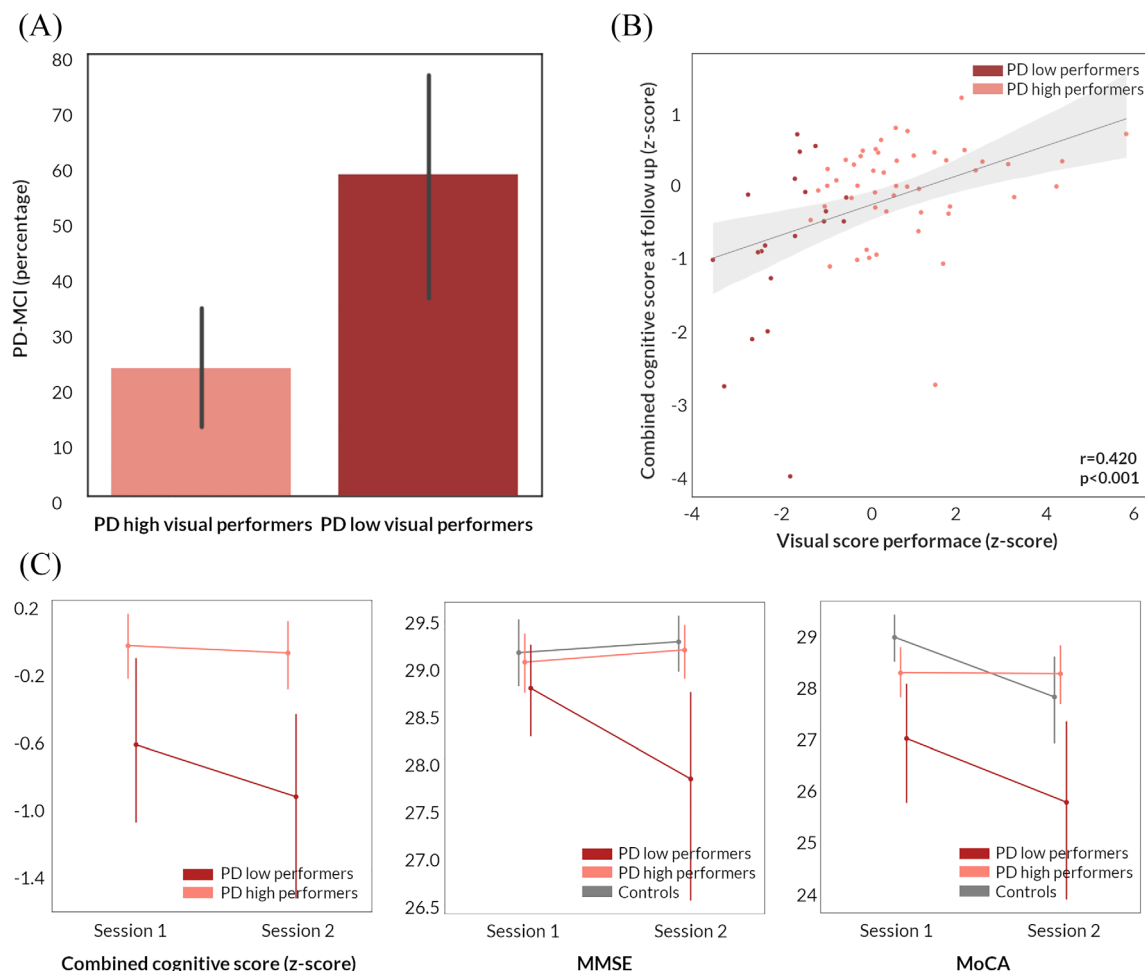 (A)
80
70
60
50
40
30
20
10
0
PD-MCI (percentage)
PD high visual performers
PD low visual performers
(B)
PD low performers
PD high performers
1
0
-1
-2
-3
-4
Combined cognitive score at follow up (z-score)
r=0.420
p<0.001
-4
-2
0
2
4
6
Visual score performace (z-score)
(C)
0.2
-0.2
-0.6
-1.0
-1.4
PD low performers
PD high performers
Session 1
Session 2
Combined cognitive score (z-score)
29.5
29.0
28.5
28.0
27.5
27.0
26.5
PD low performers
PD high performers
Controls
Session 1
Session 2
MMSE
29
28
27
26
25
24
PD low performers
PD high performers
Controls
Session 1
Session 2
MoCA